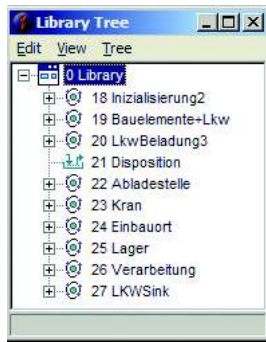 Library Tree
Edit View Tree
0 Library
18 Inizialisierung2
19 Bauelemente+Lkw
20 LkwBeladung3
21 Disposition
22 Abladestelle
23 Kran
24 Einbauort
25 Lager
26 Verarbeitung
27 LKWSink